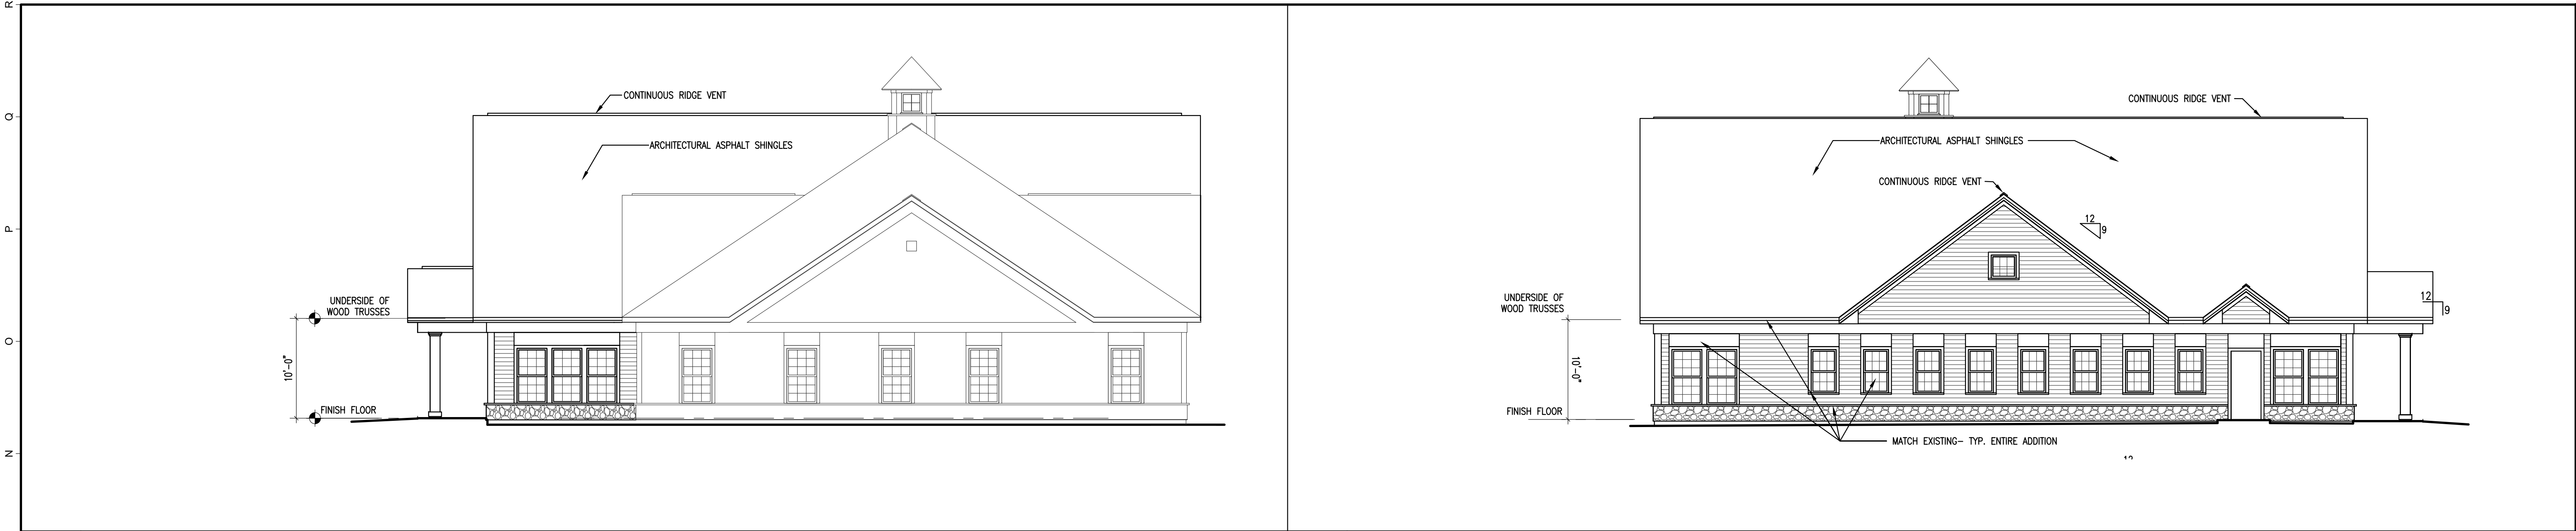 R
Q
P
O
N
CONTINUOUS RIDGE VENT
ARCHITECTURAL ASPHALT SHINGLES
UNDERSIDE OF
WOOD TRUSSES
10'-0"
FINISH FLOOR
CONTINUOUS RIDGE VENT
ARCHITECTURAL ASPHALT SHINGLES
CONTINUOUS RIDGE VENT
12
9
UNDERSIDE OF
WOOD TRUSSES
12
9
10'-0"
FINISH FLOOR
MATCH EXISTING- TYP. ENTIRE ADDITION